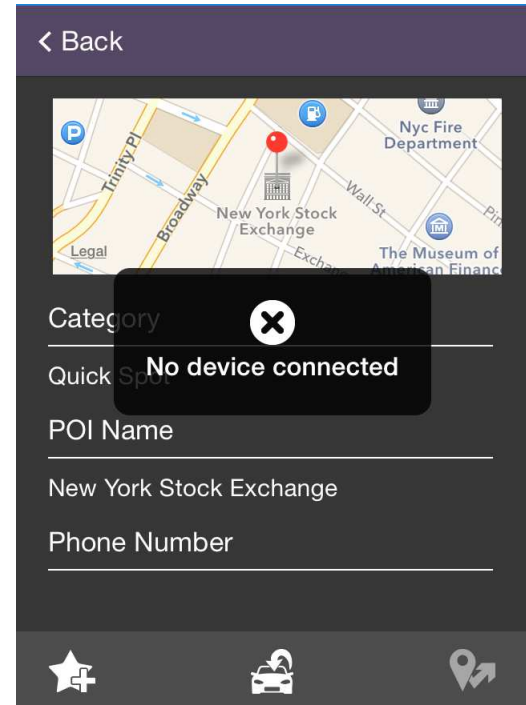 Back
P
Nyc Fire
Department
Trinity Pl
Broadway
Wall St
New York Stock
Exchange
Legal
The Museum of
American Financ
Category
No device connected
Quick Spot
POI Name
New York Stock Exchange
Phone Number